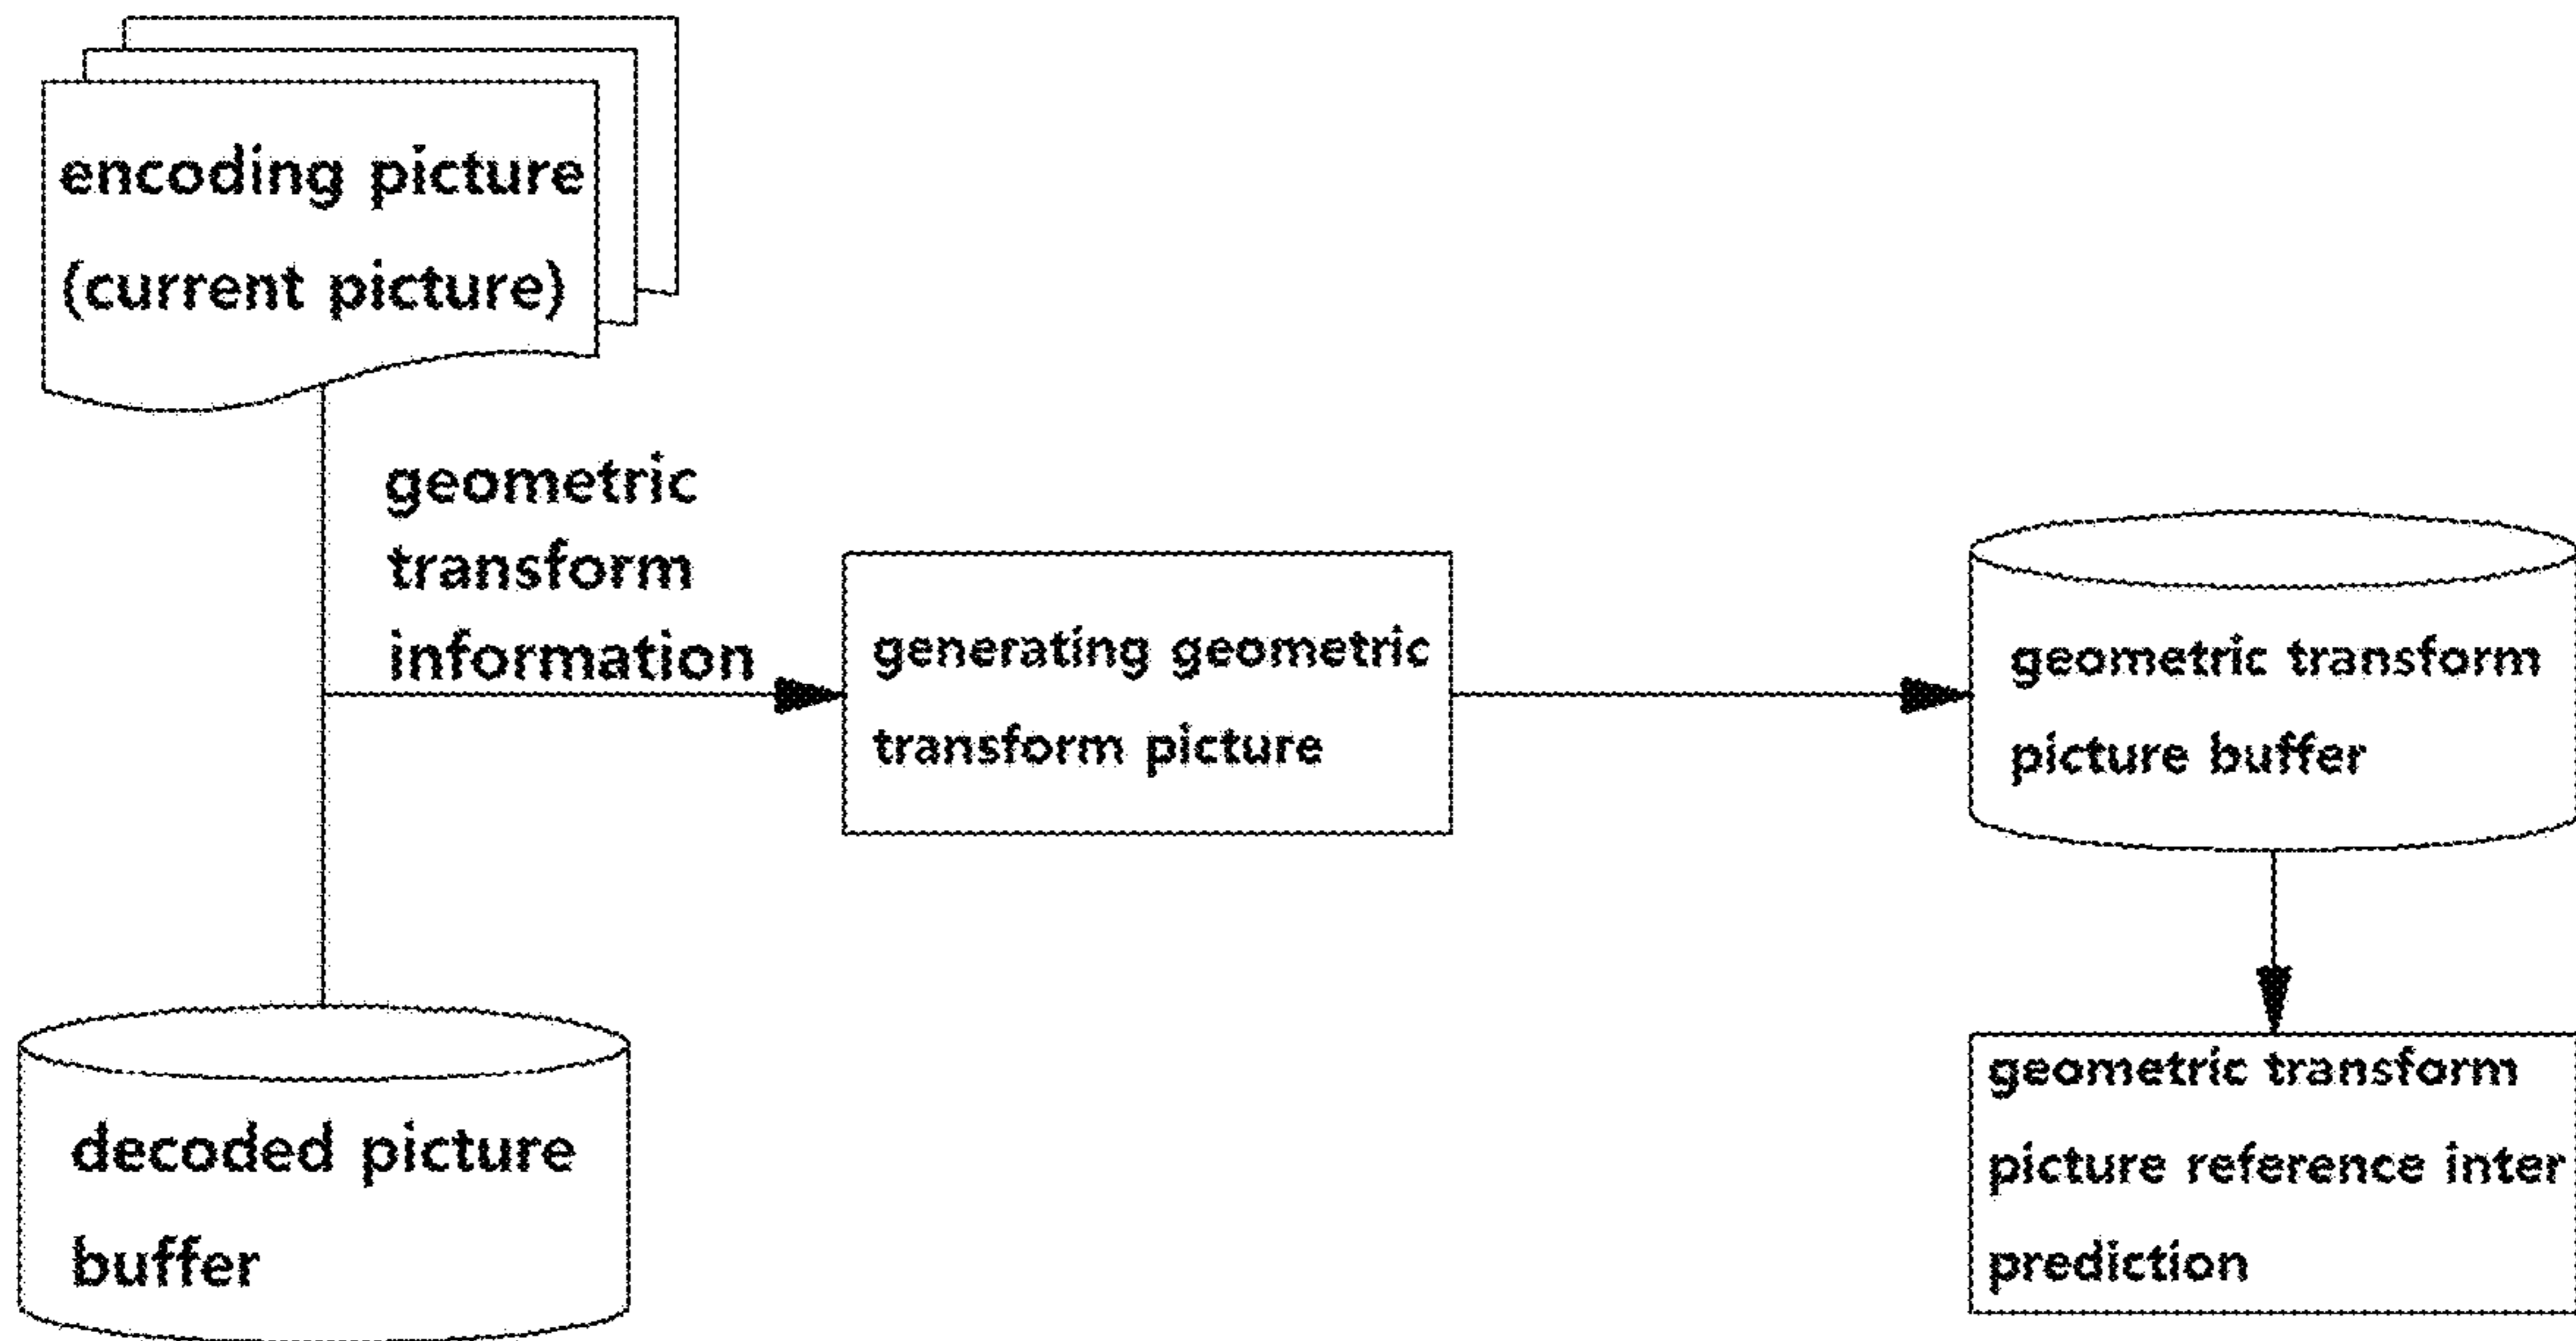 encoding picture
(current picture)
geometric
transform
information
generating geometric
transform picture
geometric transform
picture buffer
decoded picture
buffer
geometric transform
picture reference inter
prediction